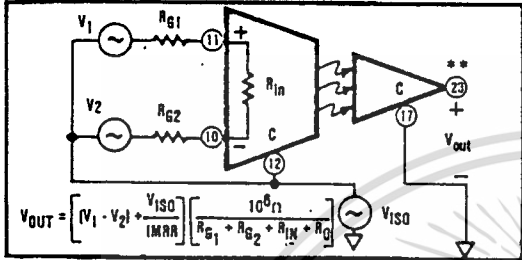 V1 RG1 11 +
Rin
V2 RG2 10 - C
12
C 17
** 23
+
Vout
-
VOUT = [(V1 - V2) + VISO/IMRR] [10^6Ω / RG1 + RG2 + RIN + RO]
VISO